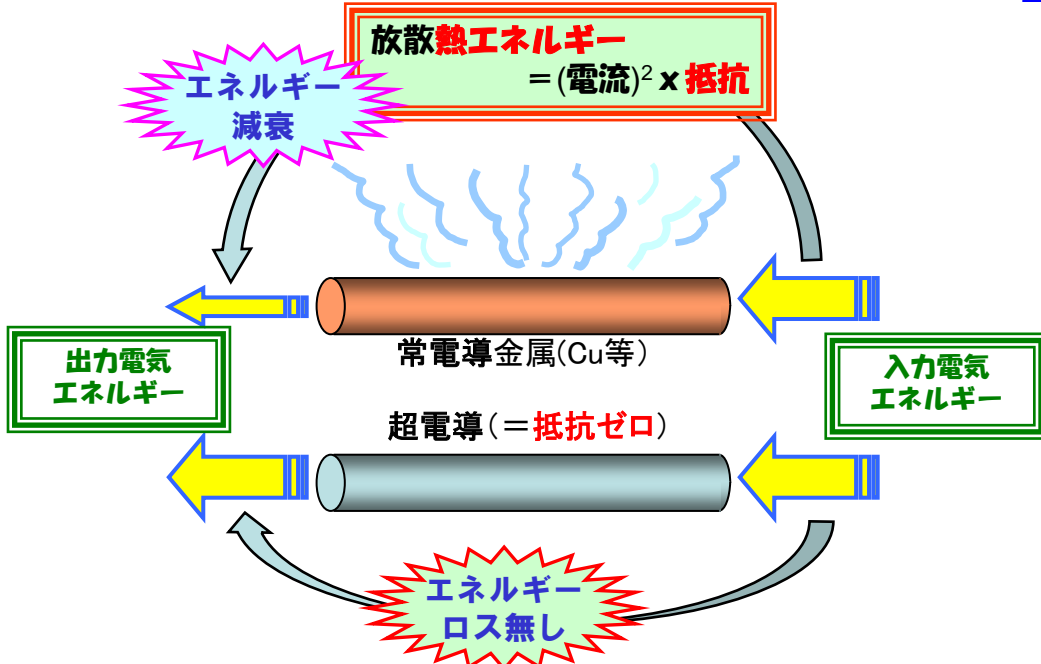 放散熱エネルギー
＝(電流)² x 抵抗
エネルギー
減衰
常電導金属(Cu等)
出力電気
エネルギー
入力電気
エネルギー
超電導(＝抵抗ゼロ)
エネルギー
ロス無し